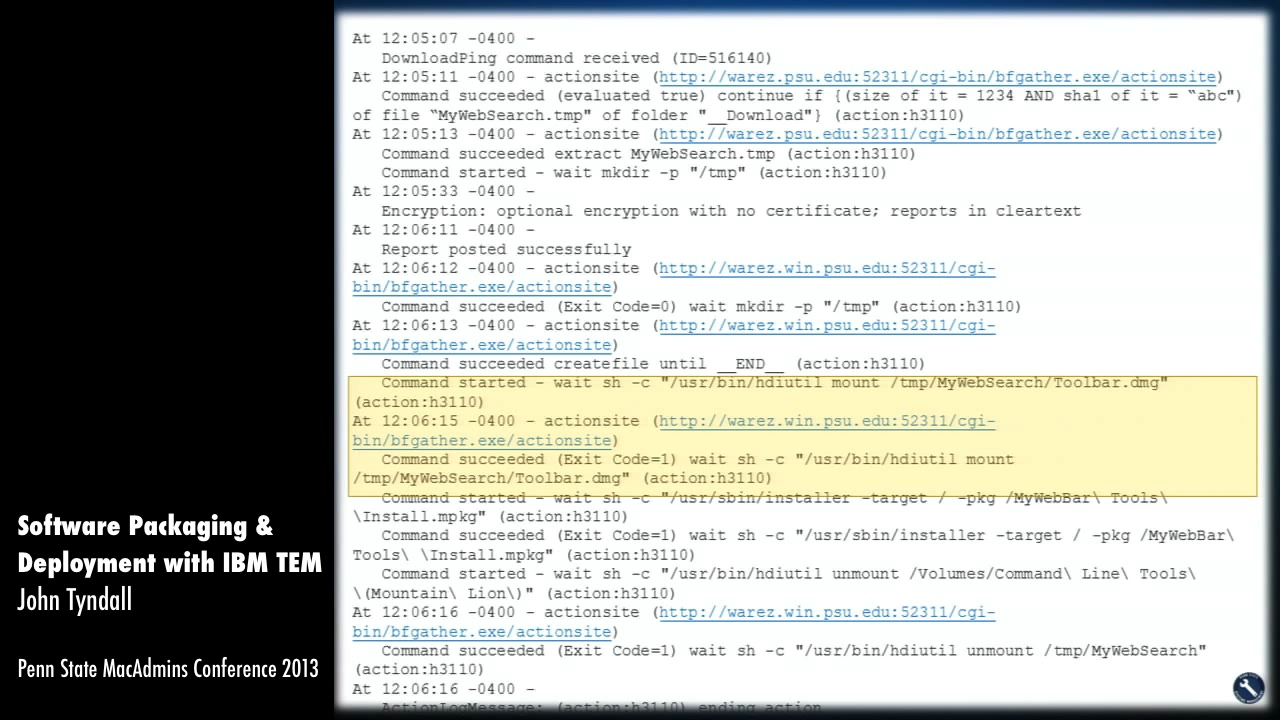 At 12:05:07 -0400 -
DownloadPing command received (ID=516140)
At 12:05:11 -0400 - actionsite (http://warez.psu.edu:52311/cgi-bin/bfgather.exe/actionsite)
Command succeeded (evaluated true) continue if {(size of it = 1234 AND sha1 of it = “abc")
of file “MyWebSearch.tmp" of folder "__Download"} (action:h3110)
At 12:05:13 -0400 - actionsite (http://warez.psu.edu:52311/cgi-bin/bfgather.exe/actionsite)
Command succeeded extract MyWebSearch.tmp (action:h3110)
Command started - wait mkdir -p "/tmp" (action:h3110)
At 12:05:33 -0400 -
Encryption: optional encryption with no certificate; reports in cleartext
At 12:06:11 -0400 -
Report posted successfully
At 12:06:12 -0400 - actionsite (http://warez.win.psu.edu:52311/cgi-
bin/bfgather.exe/actionsite)
Command succeeded (Exit Code=0) wait mkdir -p "/tmp" (action:h3110)
At 12:06:13 -0400 - actionsite (http://warez.win.psu.edu:52311/cgi-
bin/bfgather.exe/actionsite)
Command succeeded createfile until __END__ (action:h3110)
Command started - wait sh -c "/usr/bin/hdiutil mount /tmp/MyWebSearch/Toolbar.dmg"
(action:h3110)
At 12:06:15 -0400 - actionsite (http://warez.win.psu.edu:52311/cgi-
bin/bfgather.exe/actionsite)
Command succeeded (Exit Code=1) wait sh -c "/usr/bin/hdiutil mount
/tmp/MyWebSearch/Toolbar.dmg" (action:h3110)
Command started - wait sh -c "/usr/sbin/installer -target / -pkg /MyWebBar\ Tools\
\Install.mpkg" (action:h3110)
Command succeeded (Exit Code=1) wait sh -c "/usr/sbin/installer -target / -pkg /MyWebBar\
Tools\ \Install.mpkg" (action:h3110)
Command started - wait sh -c "/usr/bin/hdiutil unmount /Volumes/Command\ Line\ Tools\
\(Mountain\ Lion\)" (action:h3110)
At 12:06:16 -0400 - actionsite (http://warez.win.psu.edu:52311/cgi-
bin/bfgather.exe/actionsite)
Command succeeded (Exit Code=1) wait sh -c "/usr/bin/hdiutil unmount /tmp/MyWebSearch"
(action:h3110)
At 12:06:16 -0400 -
ActionLogMessage: (action:h3110) ending action
Software Packaging &
Deployment with IBM TEM
John Tyndall
Penn State MacAdmins Conference 2013